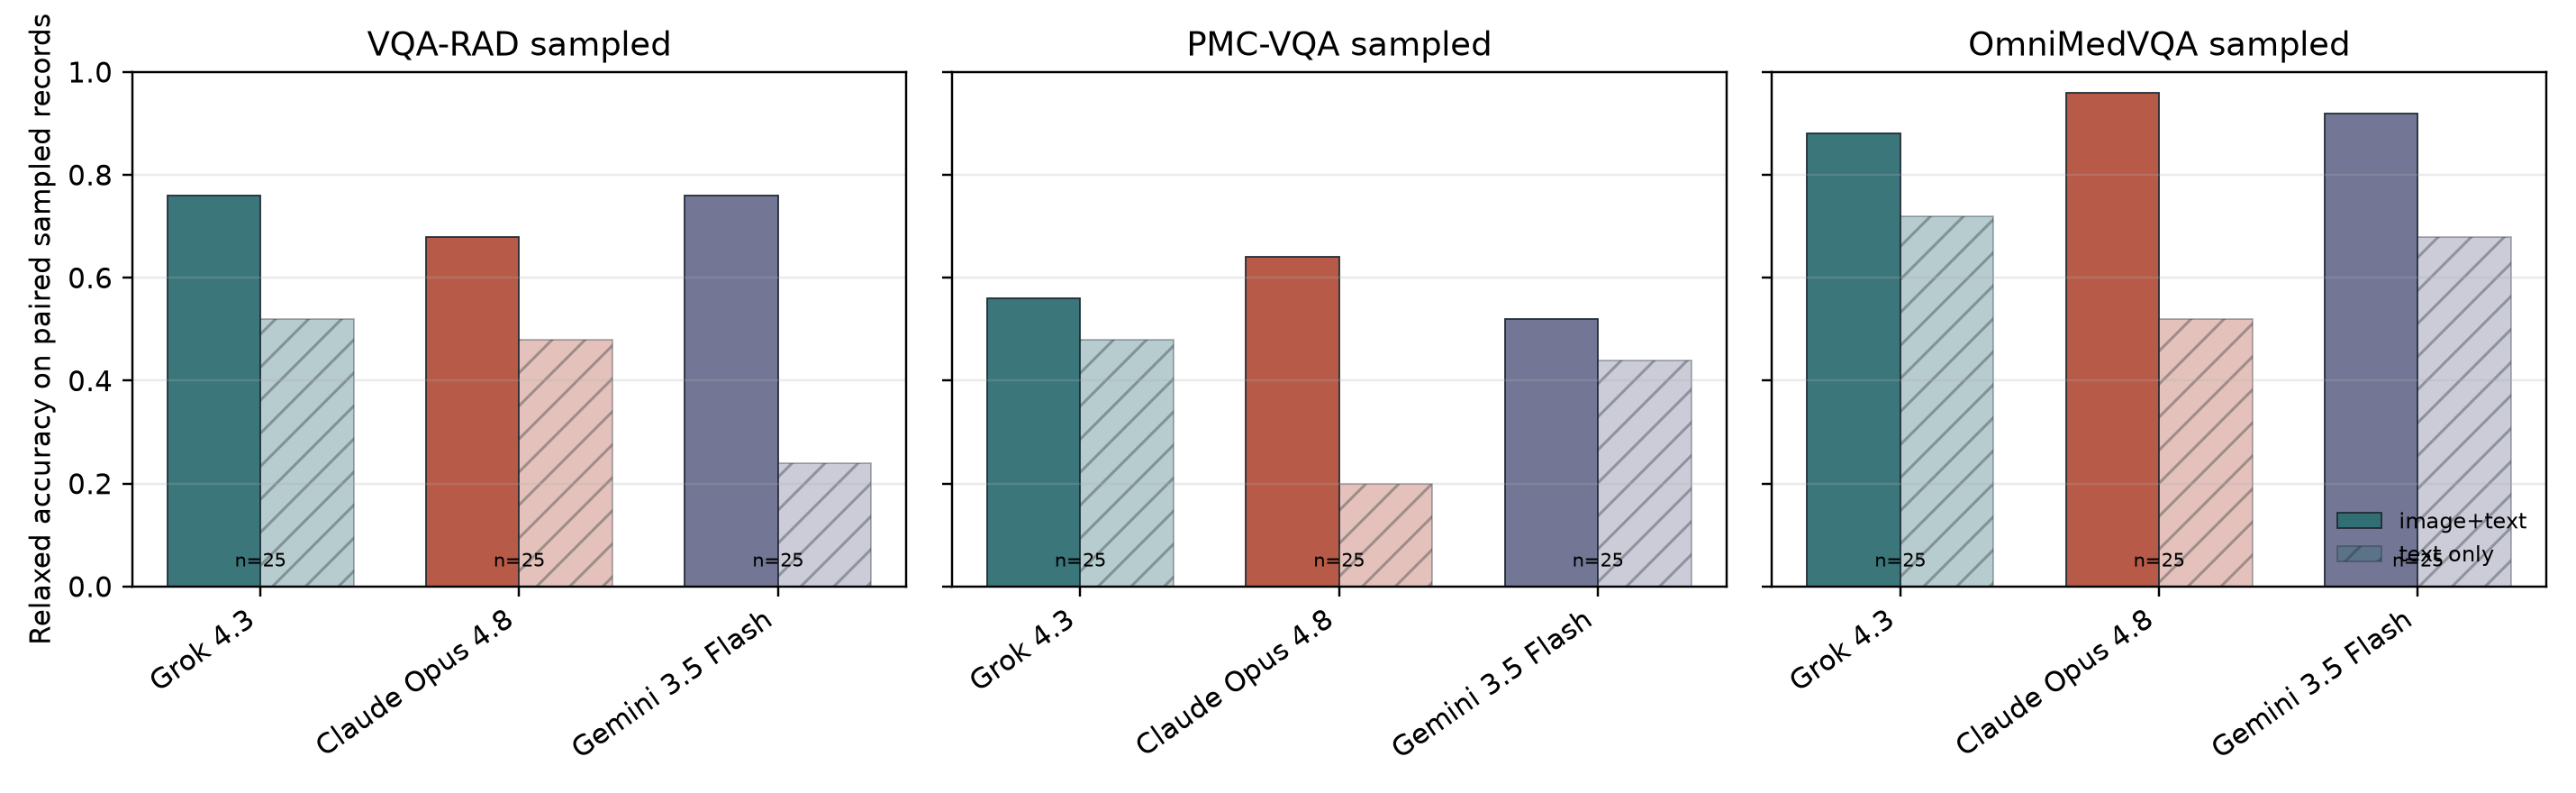 VQA-RAD sampled
PMC-VQA sampled
OmniMedVQA sampled
Relaxed accuracy on paired sampled records
1.0
0.8
0.6
0.4
0.2
0.0
n=25
n=25
n=25
n=25
n=25
n=25
n=25
n=25
n=25
image+text
text only
Grok 4.3
Claude Opus 4.8
Gemini 3.5 Flash
Grok 4.3
Claude Opus 4.8
Gemini 3.5 Flash
Grok 4.3
Claude Opus 4.8
Gemini 3.5 Flash